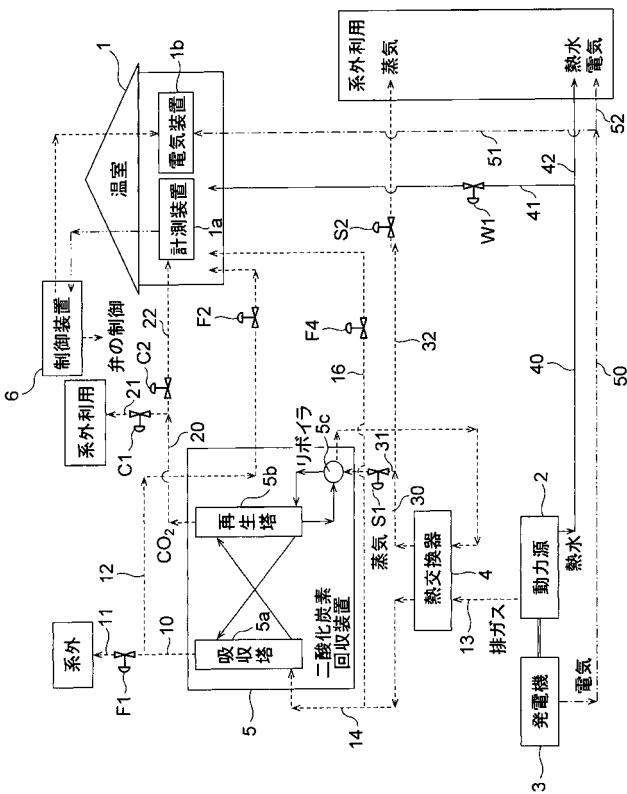 系外利用
蒸気
熱水
電気
52
1
1b
温室
電気装置
計測装置
1a
51
42
41
W1
S2
制御装置
6
弁の制御
22
C2
F2
F4
16
32
系外利用
21
C1
20
40
50
リボイラ
5c
5b
再生塔
CO2
12
31
S1
30
蒸気
熱交換器
4
2
動力源
熱水
系外
11
F1
10
5a
吸収塔
二酸化炭素
回収装置
5
14
13
排ガス
発電機
3
電気